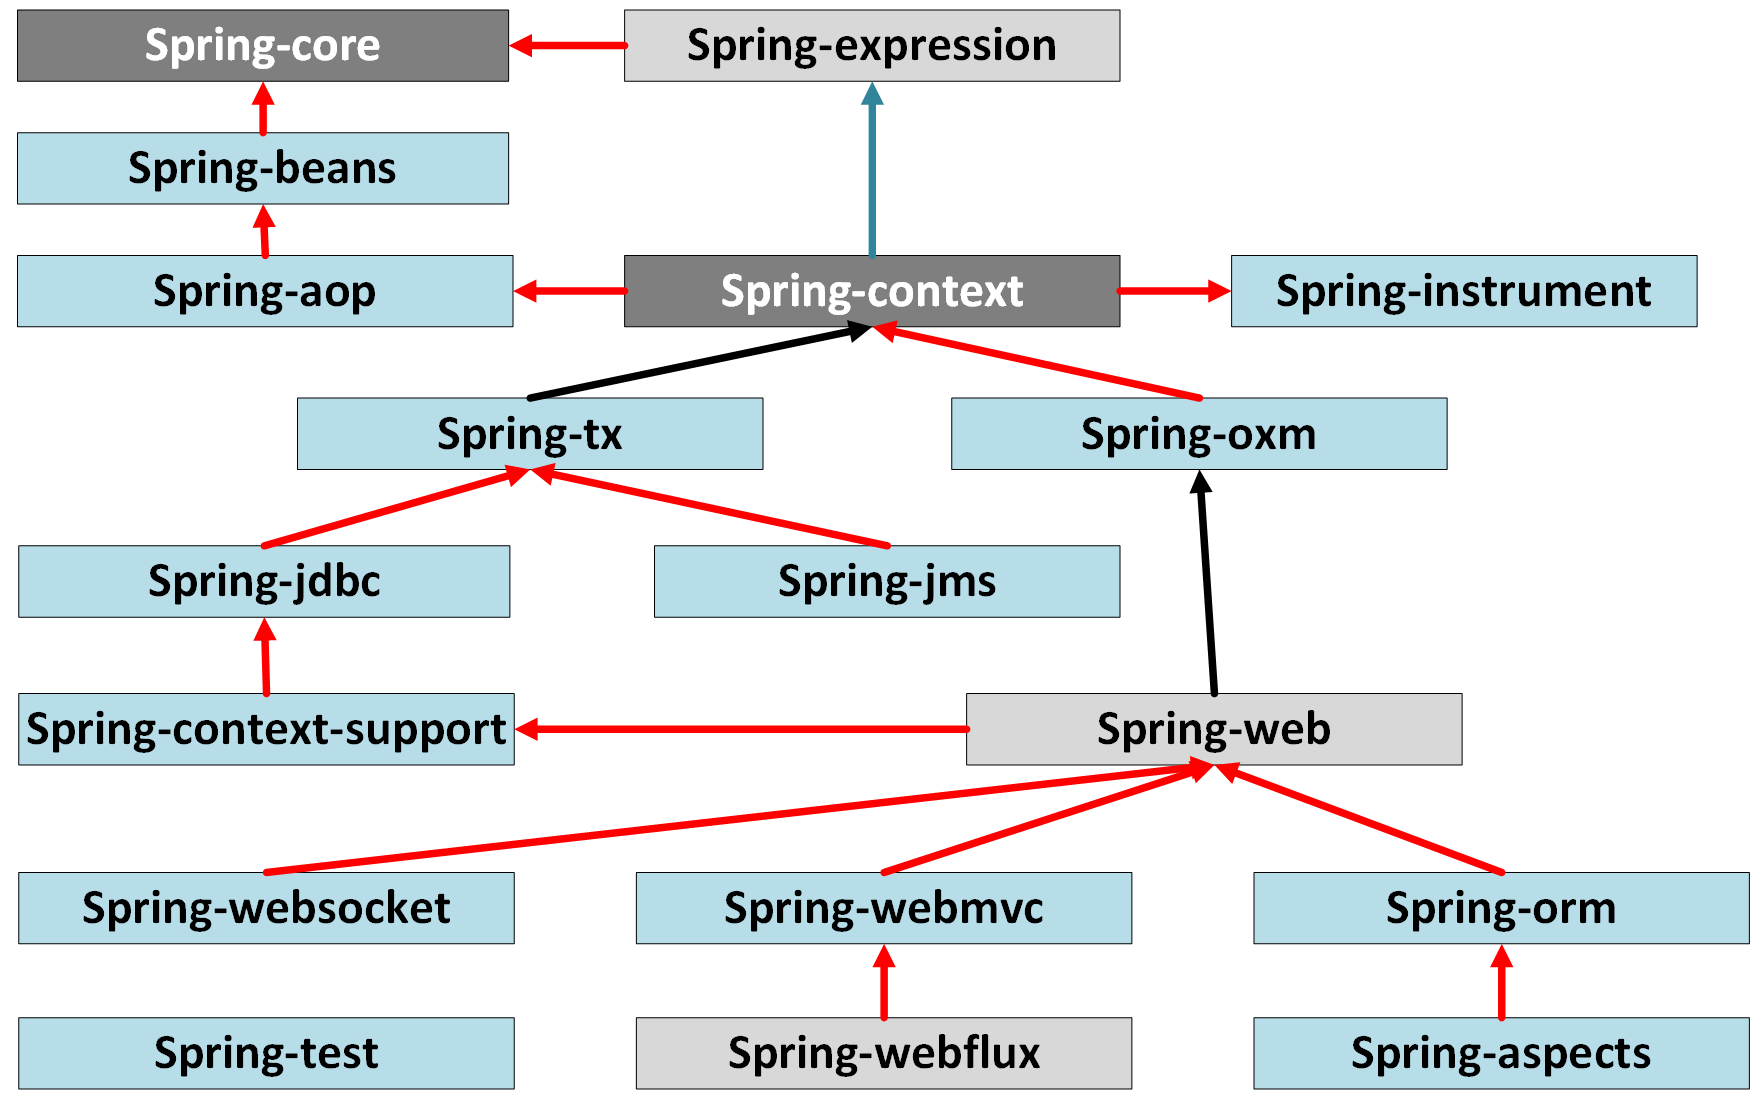 Spring-core
Spring-expression
Spring-beans
Spring-aop
Spring-context
Spring-instrument
Spring-tx
Spring-oxm
Spring-jdbc
Spring-jms
Spring-context-support
Spring-web
Spring-websocket
Spring-webmvc
Spring-orm
Spring-test
Spring-webflux
Spring-aspects